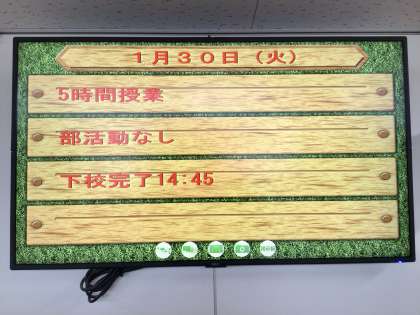 1月30日（火）
5時間授業
部活動なし
下校完了14:45